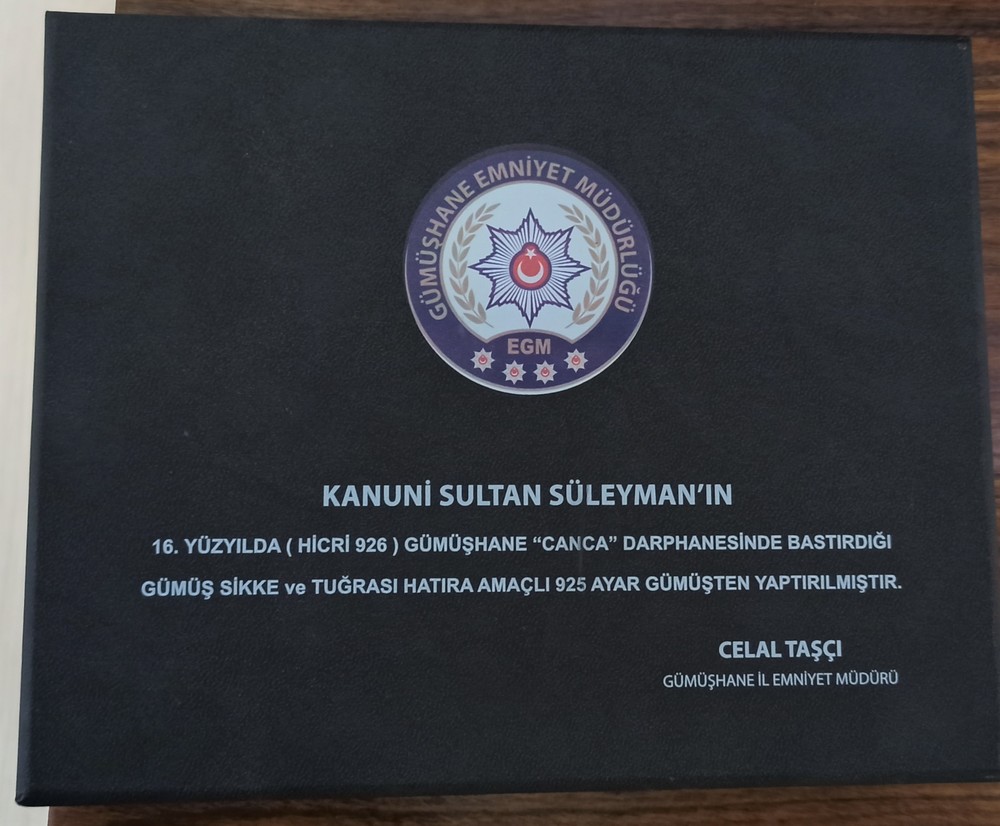 GÜMÜŞHANE EMNİYET MÜDÜRLÜĞÜ
EGM
KANUNİ SULTAN SÜLEYMAN'IN
16. YÜZYILDA ( HİCRİ 926 ) GÜMÜŞHANE “CANCA” DARPHANESİNDE BASTIRDIĞI
GÜMÜŞ SİKKE ve TUĞRASI HATIRA AMAÇLI 925 AYAR GÜMÜŞTEN YAPTIRILMIŞTIR.
CELAL TAŞÇI
GÜMÜŞHANE İL EMNİYET MÜDÜRÜ